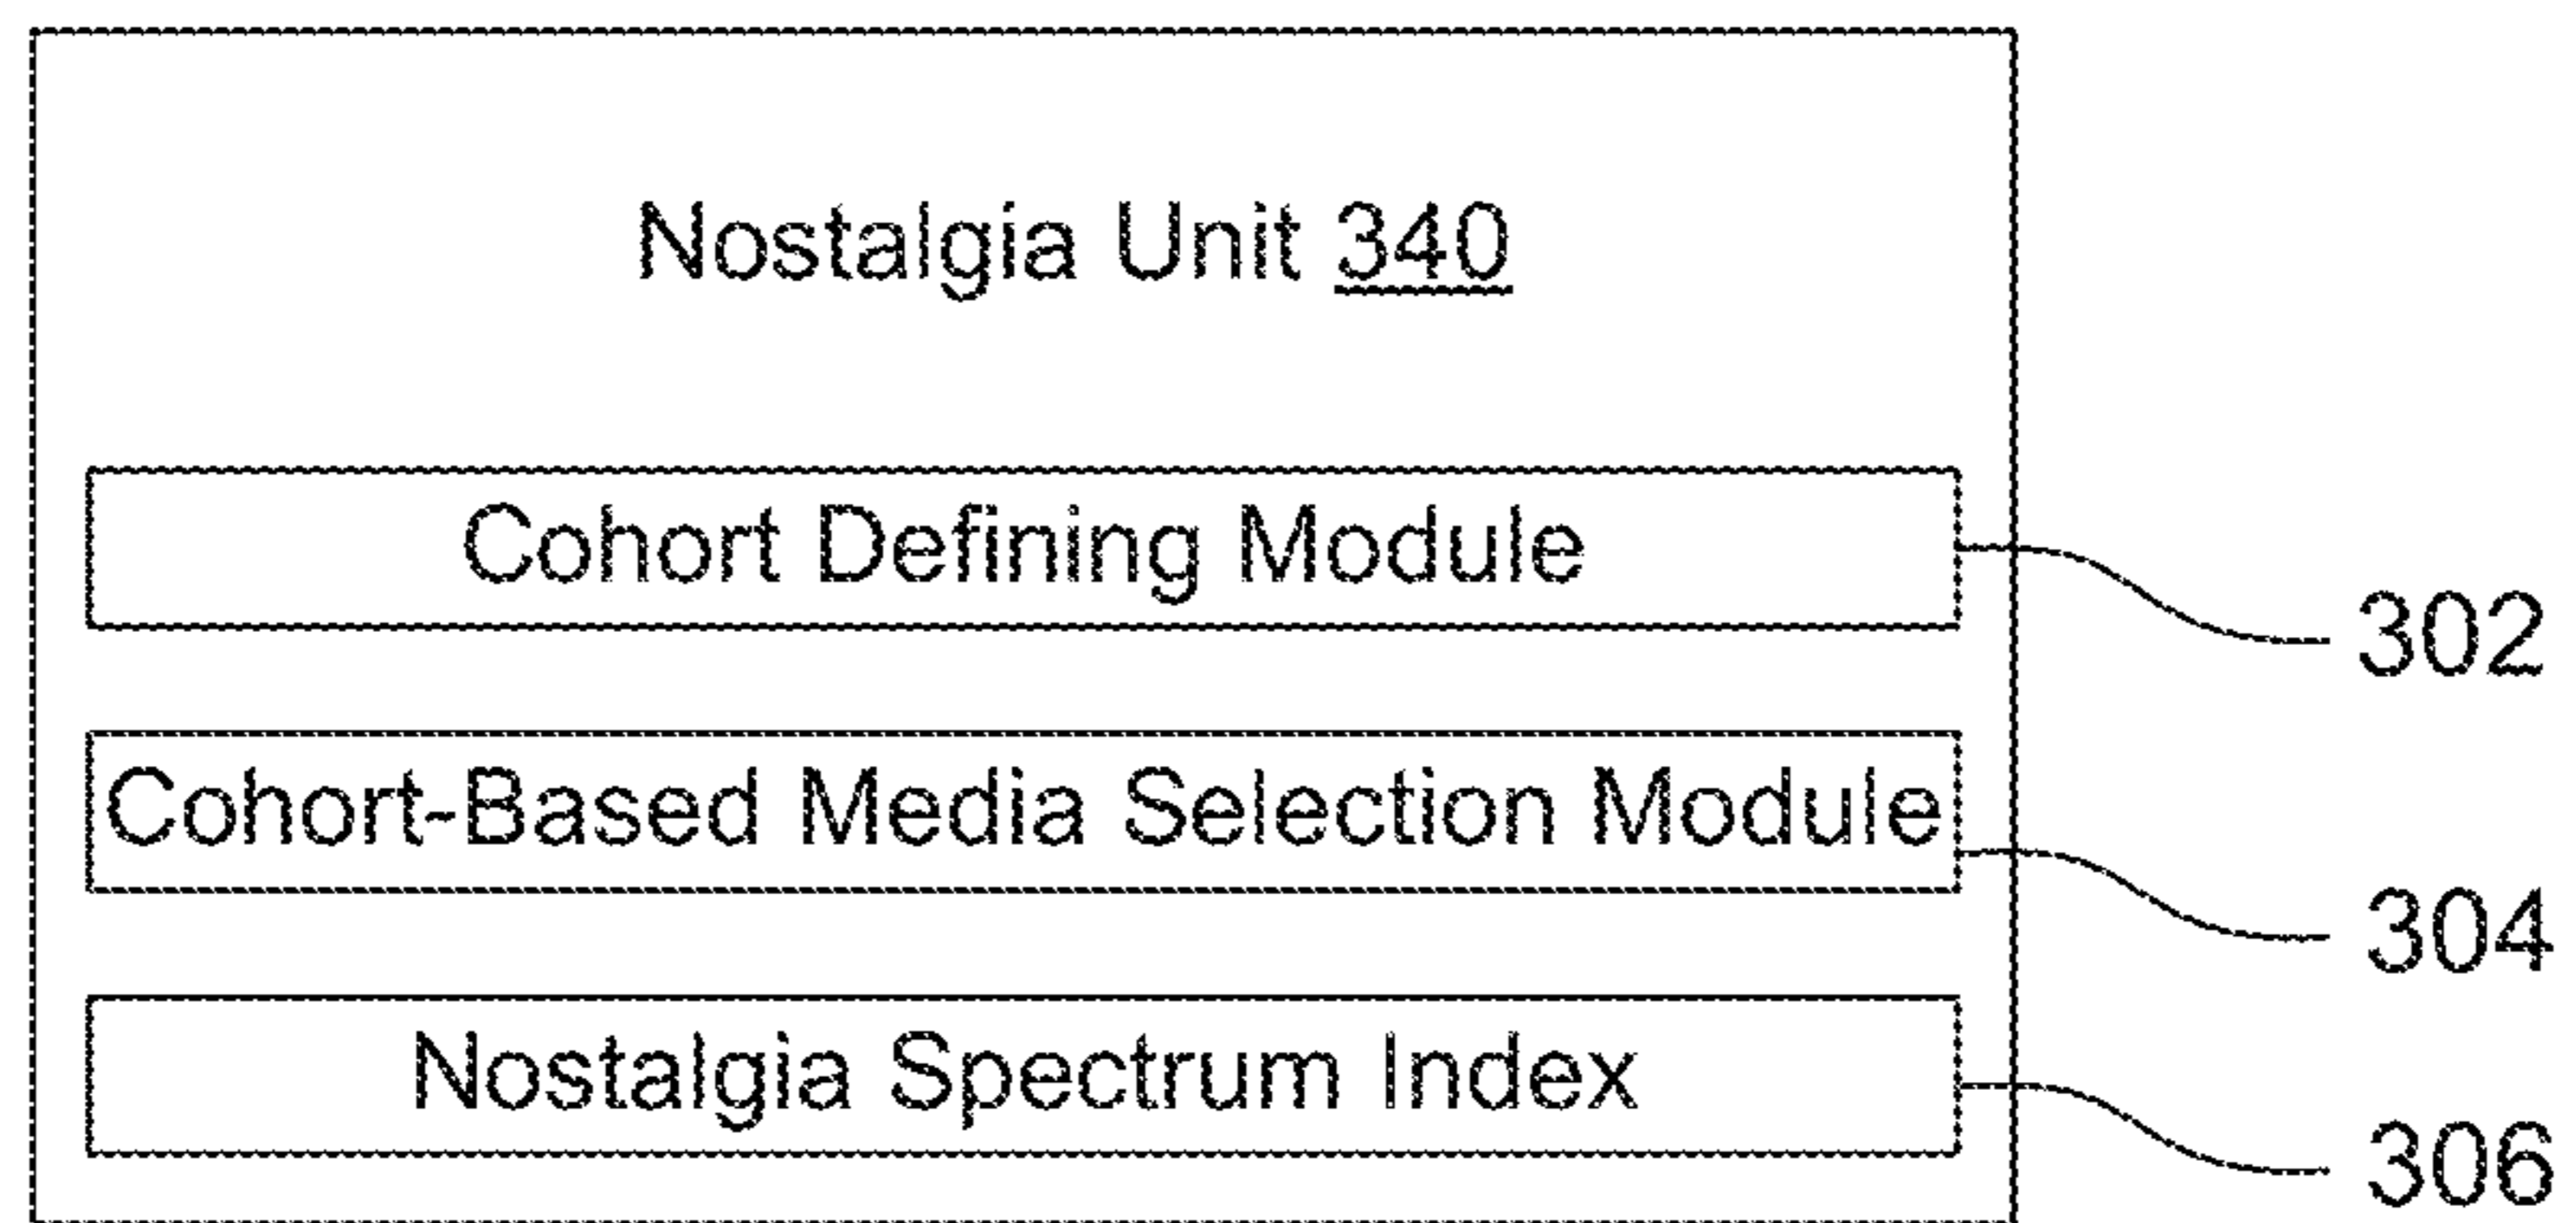 Nostalgia Unit 340
Cohort Defining Module
302
Cohort-Based Media Selection Module
304
Nostalgia Spectrum Index
306